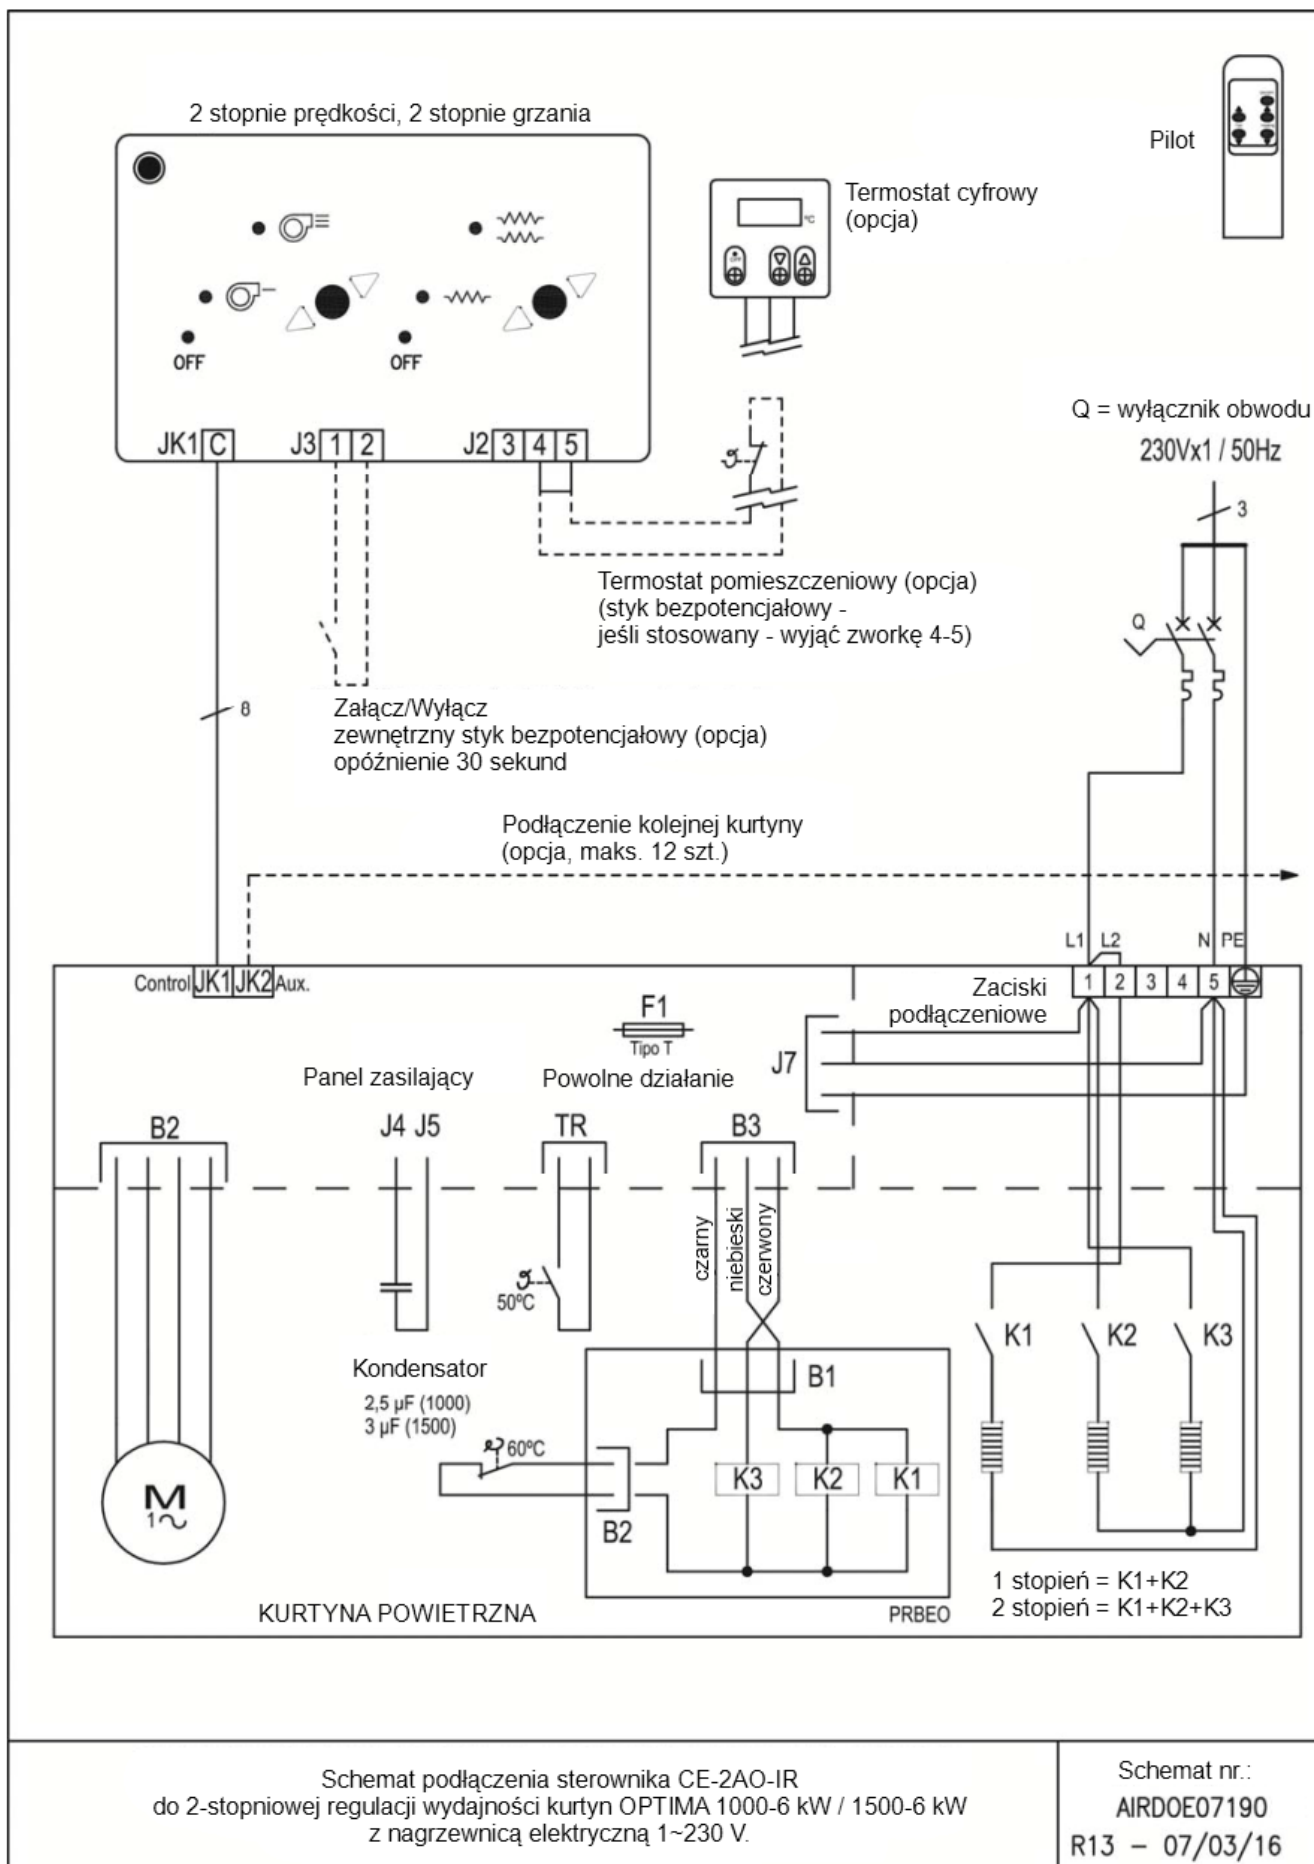 2 stopnie prędkości, 2 stopnie grzania
Pilot
Termostat cyfrowy
(opcja)
°C
OFF
OFF
OFF
JK1 C
J3 1 2
J2 3 4 5
Q = wyłącznik obwodu
230Vx1 / 50Hz
3
Q
Termostat pomieszczeniowy (opcja)
(styk bezpotencjałowy -
jeśli stosowany - wyjąć zworkę 4-5)
8
Załącz/Wyłącz
zewnętrzny styk bezpotencjałowy (opcja)
opóźnienie 30 sekund
Podłączenie kolejnej kurtyny
(opcja, maks. 12 szt.)
L1 L2 N PE
Control JK1 JK2 Aux.
Zaciski
podłączeniowe
1 2 3 4 5
F1
Tipo T
J7
Panel zasilający
Powolne działanie
B2
J4 J5
TR
B3
czarny
niebieski
czerwony
50ºC
K1
K2
K3
Kondensator
2,5 µF (1000)
3 µF (1500)
B1
60ºC
M
1
K3
K2
K1
B2
1 stopień = K1+K2
2 stopień = K1+K2+K3
KURTYNA POWIETRZNA
PRBEO
Schemat podłączenia sterownika CE-2AO-IR
do 2-stopniowej regulacji wydajności kurtyn OPTIMA 1000-6 kW / 1500-6 kW
z nagrzewnicą elektryczną 1~230 V.
Schemat nr.:
AIRDOE07190
R13 – 07/03/16